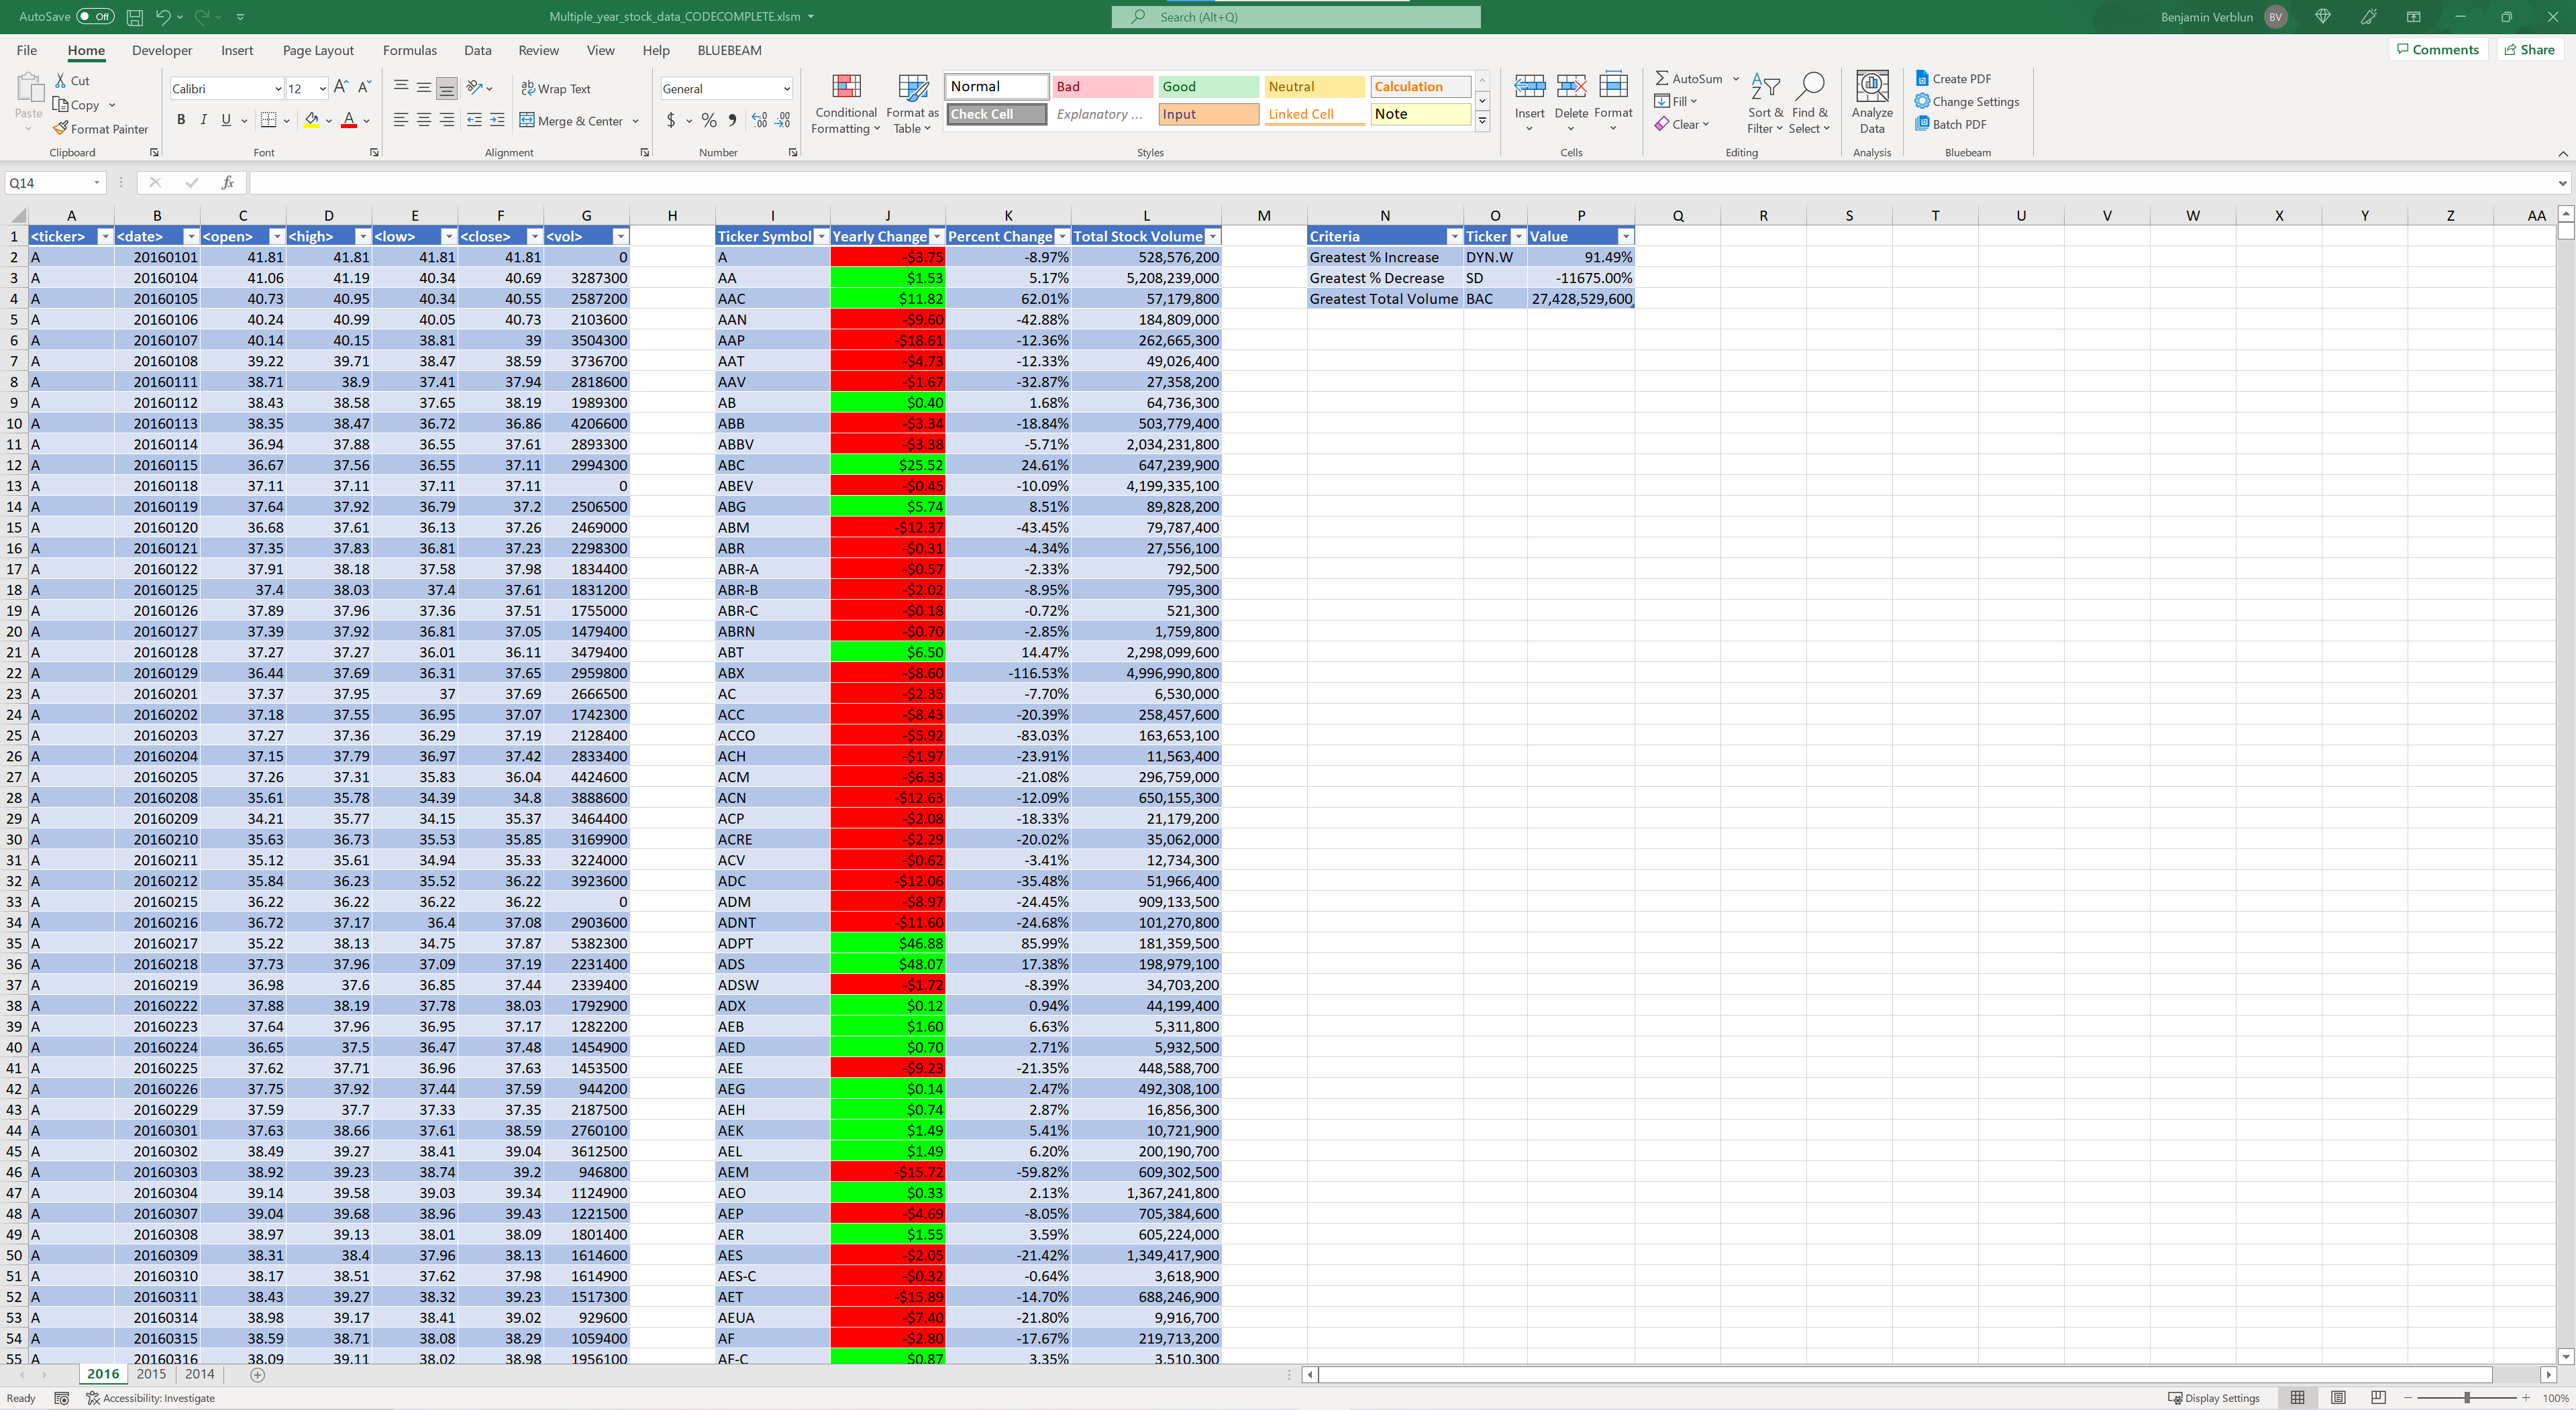 AutoSave Off Multiple_year_stock_data_CODECOMPLETE.xlsm Search (Alt+Q) Benjamin Verblun BV
File Home Developer Insert Page Layout Formulas Data Review View Help BLUEBEAM Comments Share
Paste Cut Copy Format Painter Clipboard
Calibri 12 B I U Font
Wrap Text Merge & Center Alignment
General $ % Number
Conditional Formatting Format as Table
Normal Bad Good Neutral Calculation
Check Cell Explanatory ... Input Linked Cell Note
Styles
Insert Delete Format Cells
AutoSum Fill Clear Sort & Filter Find & Select Editing
Analyze Data Analysis
Create PDF Change Settings Batch PDF Bluebeam
Q14 fx
A B C D E F G H I J K L M N O P Q R S T U V W X Y Z AA
1 <ticker> <date> <open> <high> <low> <close> <vol> Ticker Symbol Yearly Change Percent Change Total Stock Volume Criteria Ticker Value
2 A 20160101 41.81 41.81 41.81 41.81 0 A -$3.75 -8.97% 528,576,200 Greatest % Increase DYN.W 91.49%
3 A 20160104 41.06 41.19 40.34 40.69 3287300 AA $1.53 5.17% 5,208,239,000 Greatest % Decrease SD -11675.00%
4 A 20160105 40.73 40.95 40.34 40.55 2587200 AAC $11.82 62.01% 57,179,800 Greatest Total Volume BAC 27,428,529,600
5 A 20160106 40.24 40.99 40.05 40.73 2103600 AAN -$9.60 -42.88% 184,809,000
6 A 20160107 40.14 40.15 38.81 39 3504300 AAP -$18.61 -12.36% 262,665,300
7 A 20160108 39.22 39.71 38.47 38.59 3736700 AAT -$4.73 -12.33% 49,026,400
8 A 20160111 38.71 38.9 37.41 37.94 2818600 AAV -$1.67 -32.87% 27,358,200
9 A 20160112 38.43 38.58 37.65 38.19 1989300 AB $0.40 1.68% 64,736,300
10 A 20160113 38.35 38.47 36.72 36.86 4206600 ABB -$3.34 -18.84% 503,779,400
11 A 20160114 36.94 37.88 36.55 37.61 2893300 ABBV -$3.38 -5.71% 2,034,231,800
12 A 20160115 36.67 37.56 36.55 37.11 2994300 ABC $25.52 24.61% 647,239,900
13 A 20160118 37.11 37.11 37.11 37.11 0 ABEV -$0.45 -10.09% 4,199,335,100
14 A 20160119 37.64 37.92 36.79 37.2 2506500 ABG $5.74 8.51% 89,828,200
15 A 20160120 36.68 37.61 36.13 37.26 2469000 ABM -$12.37 -43.45% 79,787,400
16 A 20160121 37.35 37.83 36.81 37.23 2298300 ABR -$0.31 -4.34% 27,556,100
17 A 20160122 37.91 38.18 37.58 37.98 1834400 ABR-A -$0.57 -2.33% 792,500
18 A 20160125 37.4 38.03 37.4 37.61 1831200 ABR-B -$2.02 -8.95% 795,300
19 A 20160126 37.89 37.96 37.36 37.51 1755000 ABR-C -$0.18 -0.72% 521,300
20 A 20160127 37.39 37.92 36.81 37.05 1479400 ABRN -$0.70 -2.85% 1,759,800
21 A 20160128 37.27 37.27 36.01 36.11 3479400 ABT $6.50 14.47% 2,298,099,600
22 A 20160129 36.44 37.69 36.31 37.65 2959800 ABX -$8.60 -116.53% 4,996,990,800
23 A 20160201 37.37 37.95 37 37.69 2666500 AC -$2.35 -7.70% 6,530,000
24 A 20160202 37.18 37.55 36.95 37.07 1742300 ACC -$8.43 -20.39% 258,457,600
25 A 20160203 37.27 37.36 36.29 37.19 2128400 ACCO -$5.92 -83.03% 163,653,100
26 A 20160204 37.15 37.79 36.97 37.42 2833400 ACH -$1.97 -23.91% 11,563,400
27 A 20160205 37.26 37.31 35.83 36.04 4424600 ACM -$6.33 -21.08% 296,759,000
28 A 20160208 35.61 35.78 34.39 34.8 3888600 ACN -$12.63 -12.09% 650,155,300
29 A 20160209 34.21 35.77 34.15 35.37 3464400 ACP -$2.08 -18.33% 21,179,200
30 A 20160210 35.63 36.73 35.53 35.85 3169900 ACRE -$2.29 -20.02% 35,062,000
31 A 20160211 35.12 35.61 34.94 35.33 3224000 ACV -$0.62 -3.41% 12,734,300
32 A 20160212 35.84 36.23 35.52 36.22 3923600 ADC -$12.06 -35.48% 51,966,400
33 A 20160215 36.22 36.22 36.22 36.22 0 ADM -$8.97 -24.45% 909,133,500
34 A 20160216 36.72 37.17 36.4 37.08 2903600 ADNT -$11.60 -24.68% 101,270,800
35 A 20160217 35.22 38.13 34.75 37.87 5382300 ADPT $46.88 85.99% 181,359,500
36 A 20160218 37.73 37.96 37.09 37.19 2231400 ADS $48.07 17.38% 198,979,100
37 A 20160219 36.98 37.6 36.85 37.44 2339400 ADSW -$1.72 -8.39% 34,703,200
38 A 20160222 37.88 38.19 37.78 38.03 1792900 ADX $0.12 0.94% 44,199,400
39 A 20160223 37.64 37.96 36.95 37.17 1282200 AEB $1.60 6.63% 5,311,800
40 A 20160224 36.65 37.5 36.47 37.48 1454900 AED $0.70 2.71% 5,932,500
41 A 20160225 37.62 37.71 36.96 37.63 1453500 AEE -$9.23 -21.35% 448,588,700
42 A 20160226 37.75 37.92 37.44 37.59 944200 AEG $0.14 2.47% 492,308,100
43 A 20160229 37.59 37.7 37.33 37.35 2187500 AEH $0.74 2.87% 16,856,300
44 A 20160301 37.63 38.66 37.61 38.59 2760100 AEK $1.49 5.41% 10,721,900
45 A 20160302 38.49 39.27 38.41 39.04 3612500 AEL $1.49 6.20% 200,190,700
46 A 20160303 38.92 39.23 38.74 39.2 946800 AEM -$15.72 -59.82% 609,302,500
47 A 20160304 39.14 39.58 39.03 39.34 1124900 AEO $0.33 2.13% 1,367,241,800
48 A 20160307 39.04 39.68 38.96 39.43 1221500 AEP -$4.69 -8.05% 705,384,600
49 A 20160308 38.97 39.13 38.01 38.09 1801400 AER $1.55 3.59% 605,224,000
50 A 20160309 38.31 38.4 37.96 38.13 1614600 AES -$2.05 -21.42% 1,349,417,900
51 A 20160310 38.17 38.51 37.62 37.98 1614900 AES-C -$0.32 -0.64% 3,618,900
52 A 20160311 38.43 39.27 38.32 39.23 1517300 AET -$15.89 -14.70% 688,246,900
53 A 20160314 38.98 39.17 38.41 39.02 929600 AEUA -$7.40 -21.80% 9,916,700
54 A 20160315 38.59 38.71 38.08 38.29 1059400 AF -$2.80 -17.67% 219,713,200
55 A 20160316 38.09 39.11 38.02 38.98 1956100 AF-C $0.87 3.35% 3,510,300
2016 2015 2014
Ready Accessibility: Investigate Display Settings 100%